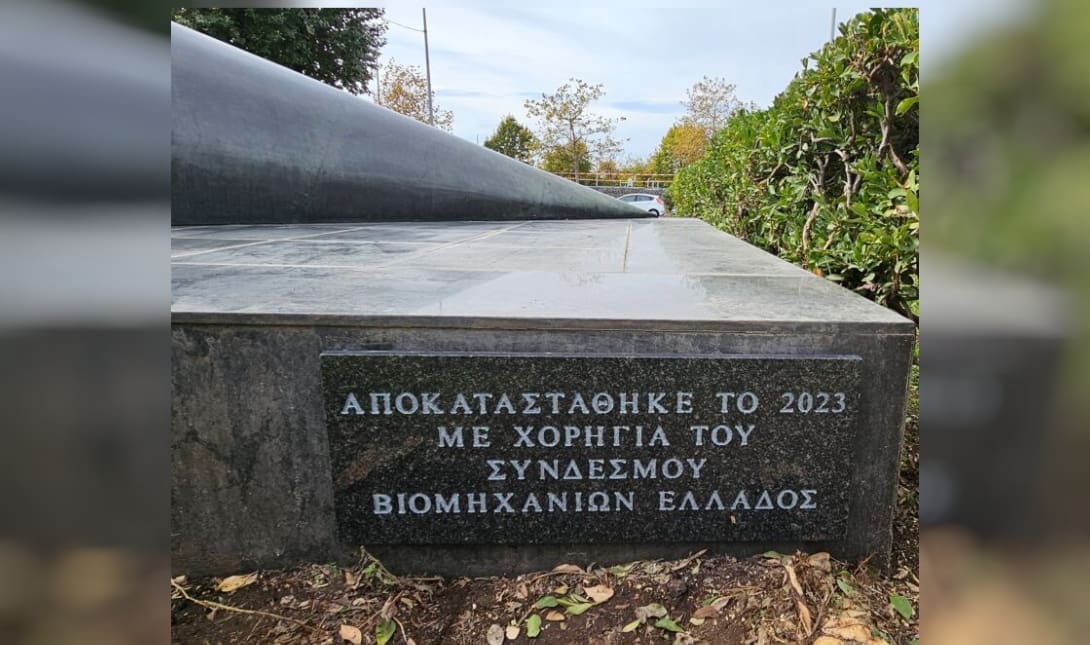 ΑΠΟΚΑΤΑΣΤΑΘΗΚΕ ΤΟ 2023
ΜΕ ΧΟΡΗΓΙΑ ΤΟΥ
ΣΥΝΔΕΣΜΟΥ
ΒΙΟΜΗΧΑΝΙΩΝ ΕΛΛΑΔΟΣ